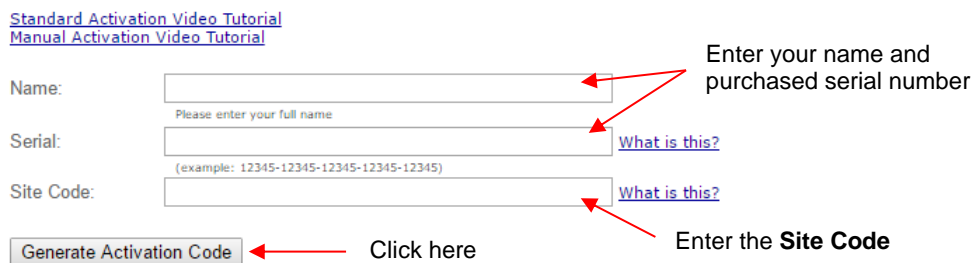 Standard Activation Video Tutorial
Manual Activation Video Tutorial
Enter your name and
purchased serial number
Name:
Please enter your full name
Serial:
What is this?
(example: 12345-12345-12345-12345-12345)
Site Code:
What is this?
Generate Activation Code
Click here
Enter the Site Code